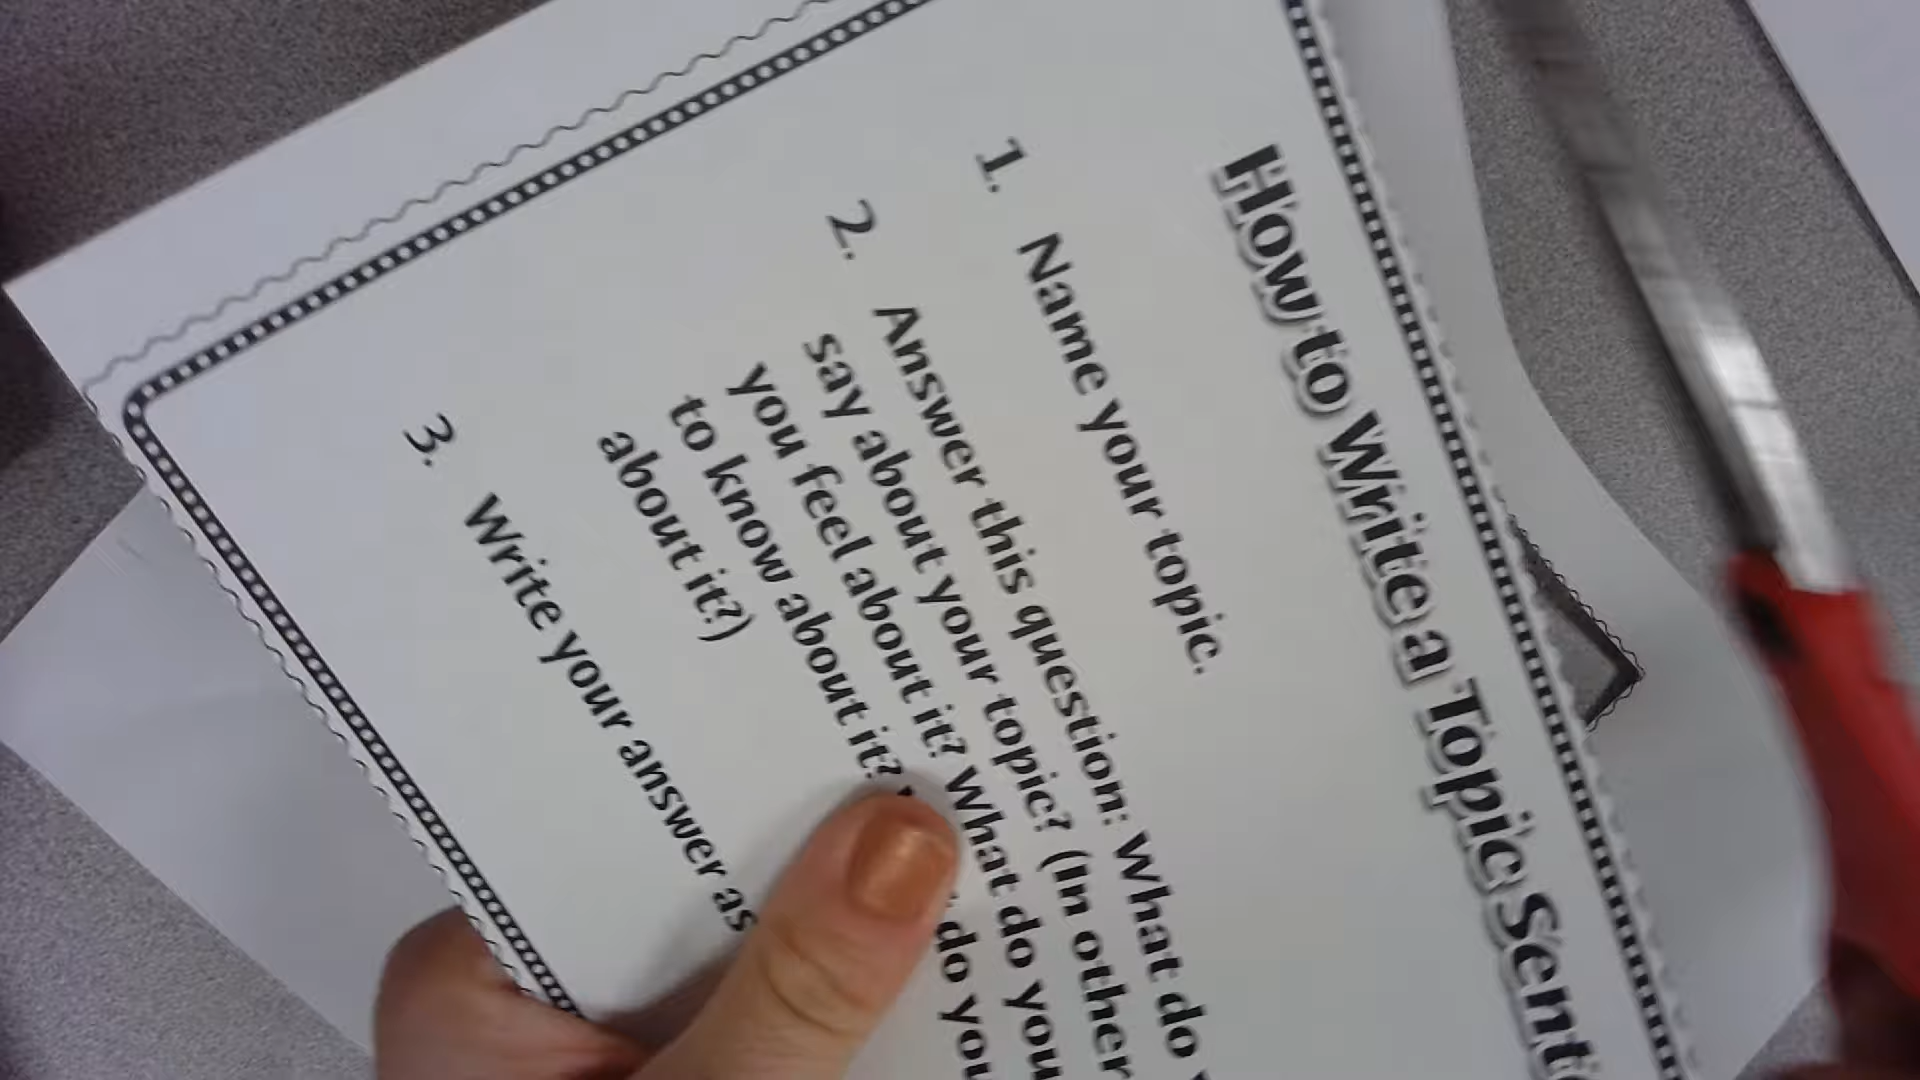 How to Write a Topic
1. Name your topic.
2. Answer this question: What do
say about your topic? (In other
you feel about it? What do you
to know about it? do you
about it?)
3. Write your answer as